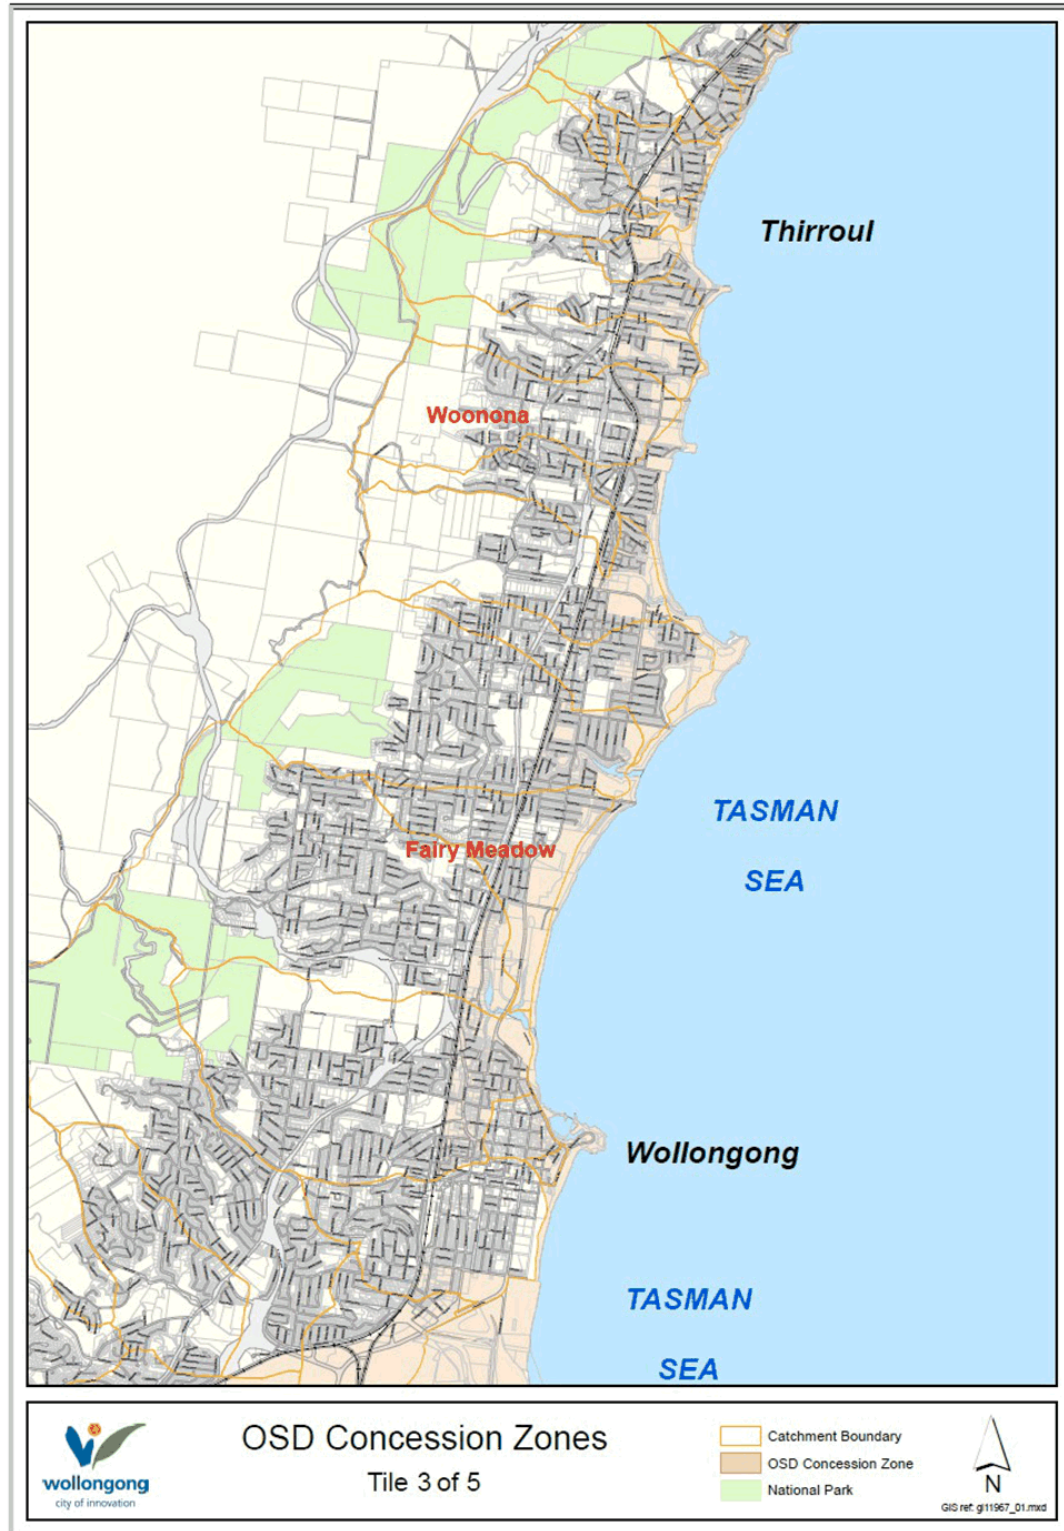 Thirroul
Woonona
TASMAN
SEA
Fairy Meadow
Wollongong
TASMAN
SEA
wollongong
city of innovation
OSD Concession Zones
Tile 3 of 5
Catchment Boundary
OSD Concession Zone
National Park
N
GIS ref: gi11967_01.mxd